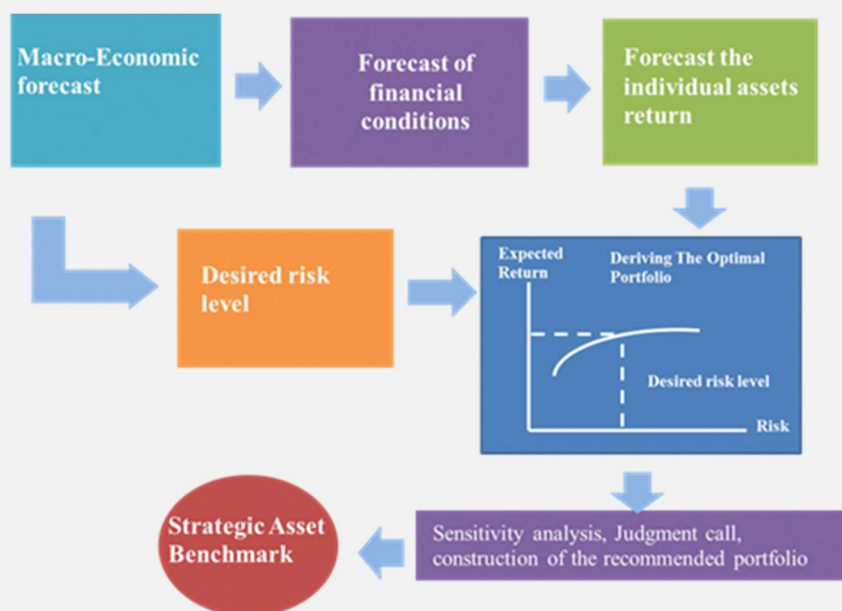 Macro-Economic
forecast
Forecast of
financial
conditions
Forecast the
individual assets
return
Desired risk
level
Expected
Return
Deriving The Optimal
Portfolio
Desired risk level
Risk
Strategic Asset
Benchmark
Sensitivity analysis, Judgment call,
construction of the recommended portfolio